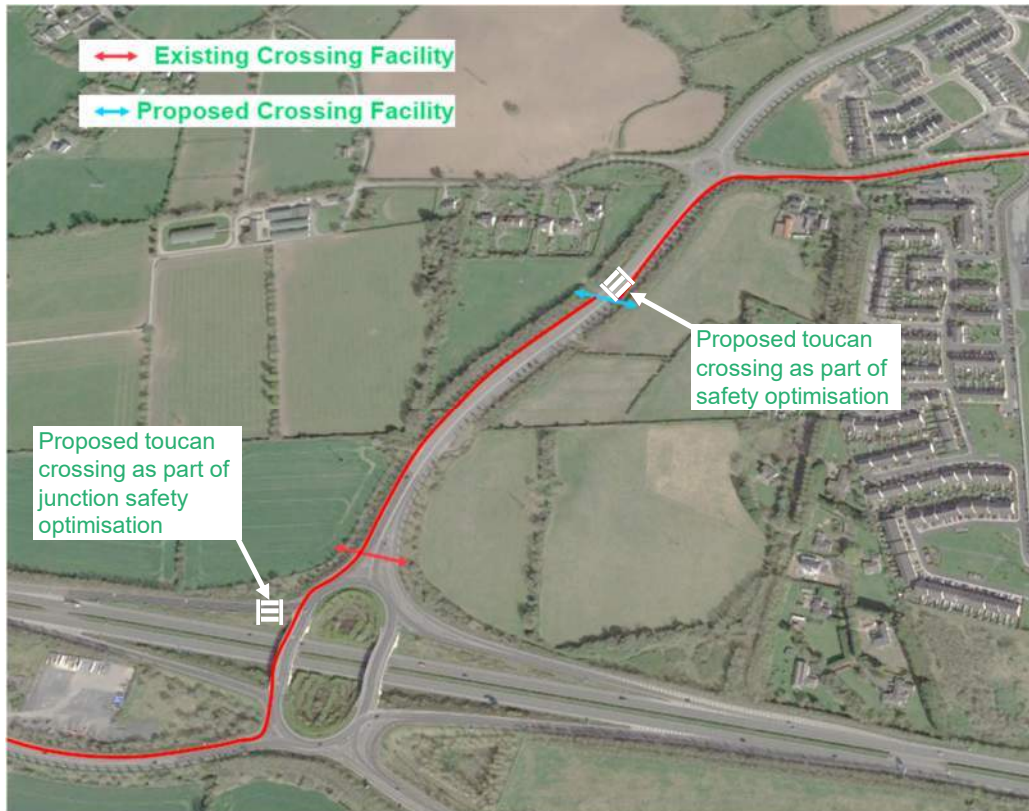 Existing Crossing Facility
Proposed Crossing Facility
Proposed toucan
crossing as part of
safety optimisation
Proposed toucan
crossing as part of
junction safety
optimisation